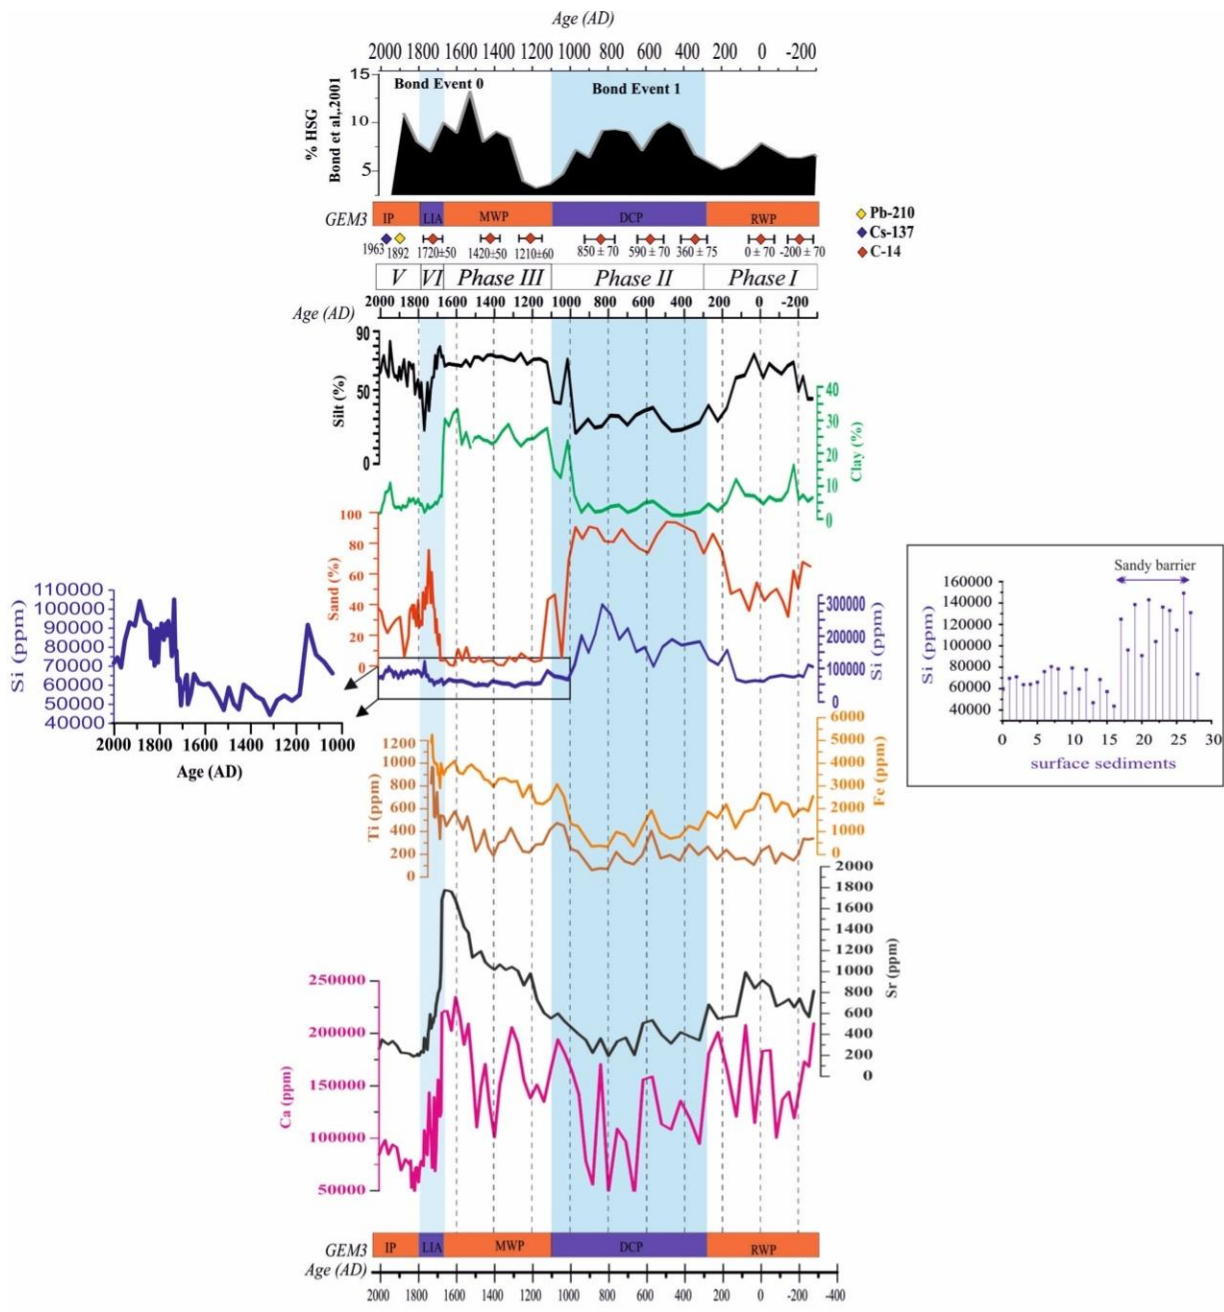 Age (AD)
2000 1800 1600 1400 1200 1000 800 600 400 200 0 -200
% HSG
Bond et al,.2001
15
10
5
Bond Event 0
Bond Event 1
GEM3
IP LIA MWP DCP RWP
Pb-210
Cs-137
C-14
1963 1892 1720±50 1420±50 1210±60 850 ± 70 590 ± 70 360 ± 75 0 ± 70 -200 ± 70
V VI Phase III Phase II Phase I
2000 1800 1600 1400 1200 1000 800 600 400 200 0 -200
Age (AD)
Silt (%)
90
50
0
Clay (%)
40
30
20
10
0
Sand (%)
100
80
60
40
20
0
Si (ppm)
300000
200000
100000
0
Si (ppm)
110000
100000
90000
80000
70000
60000
50000
40000
2000 1800 1600 1400 1200 1000
Age (AD)
Sandy barrier
Si (ppm)
160000
140000
120000
100000
80000
60000
40000
0 5 10 15 20 25 30
surface sediments
Fe (ppm)
6000
5000
4000
3000
2000
1000
0
Ti (ppm)
1200
1000
800
600
400
200
0
Sr (ppm)
2000
1800
1600
1400
1200
1000
800
600
400
200
0
Ca (ppm)
250000
200000
150000
100000
50000
GEM3
IP LIA MWP DCP RWP
Age (AD)
2000 1800 1600 1400 1200 1000 800 600 400 200 0 -200 -400